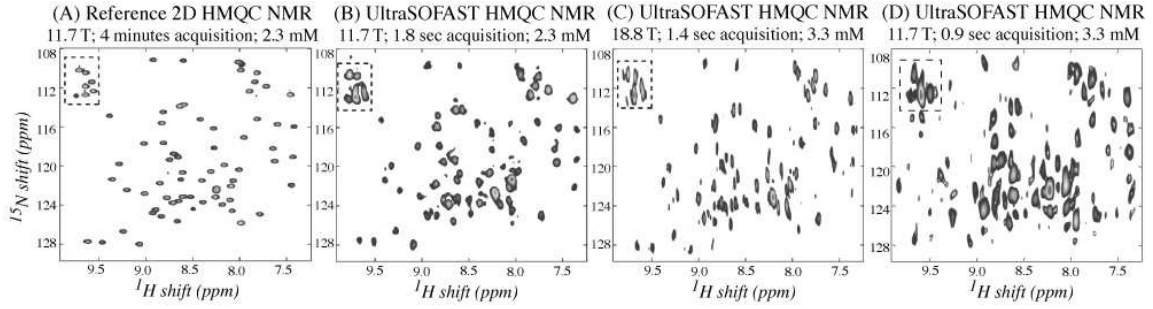 (A) Reference 2D HMQC NMR
11.7 T; 4 minutes acquisition; 2.3 mM
(B) UltraSOFAST HMQC NMR
11.7 T; 1.8 sec acquisition; 2.3 mM
(C) UltraSOFAST HMQC NMR
18.8 T; 1.4 sec acquisition; 3.3 mM
(D) UltraSOFAST HMQC NMR
11.7 T; 0.9 sec acquisition; 3.3 mM
15N shift (ppm)
108
112
116
120
124
128
9.5 9.0 8.5 8.0 7.5
1H shift (ppm)
108
112
116
120
124
128
9.5 9.0 8.5 8.0 7.5
1H shift (ppm)
108
112
116
120
124
128
9.5 9.0 8.5 8.0 7.5
1H shift (ppm)
108
112
116
120
124
128
9.5 9.0 8.5 8.0 7.5
1H shift (ppm)